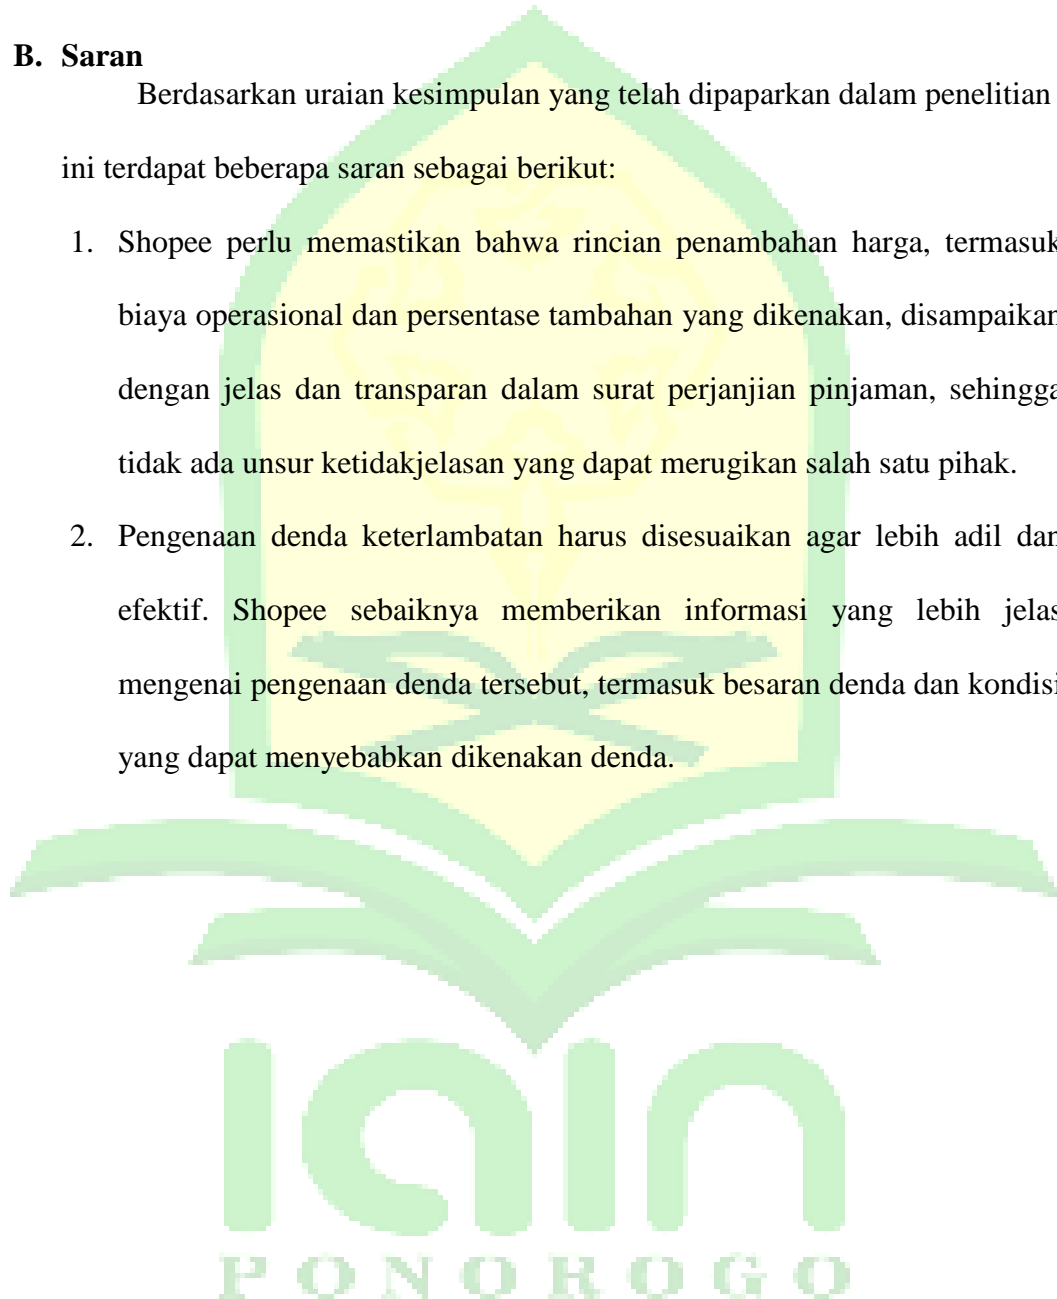 B. Saran
Berdasarkan uraian kesimpulan yang telah dipaparkan dalam penelitian
ini terdapat beberapa saran sebagai berikut:
1. Shopee perlu memastikan bahwa rincian penambahan harga, termasuk
biaya operasional dan persentase tambahan yang dikenakan, disampaikan
dengan jelas dan transparan dalam surat perjanjian pinjaman, sehingga
tidak ada unsur ketidakjelasan yang dapat merugikan salah satu pihak.
2. Pengenaan denda keterlambatan harus disesuaikan agar lebih adil dan
efektif. Shopee sebaiknya memberikan informasi yang lebih jelas
mengenai pengenaan denda tersebut, termasuk besaran denda dan kondisi
yang dapat menyebabkan dikenakan denda.
IAIN
PONOROGO